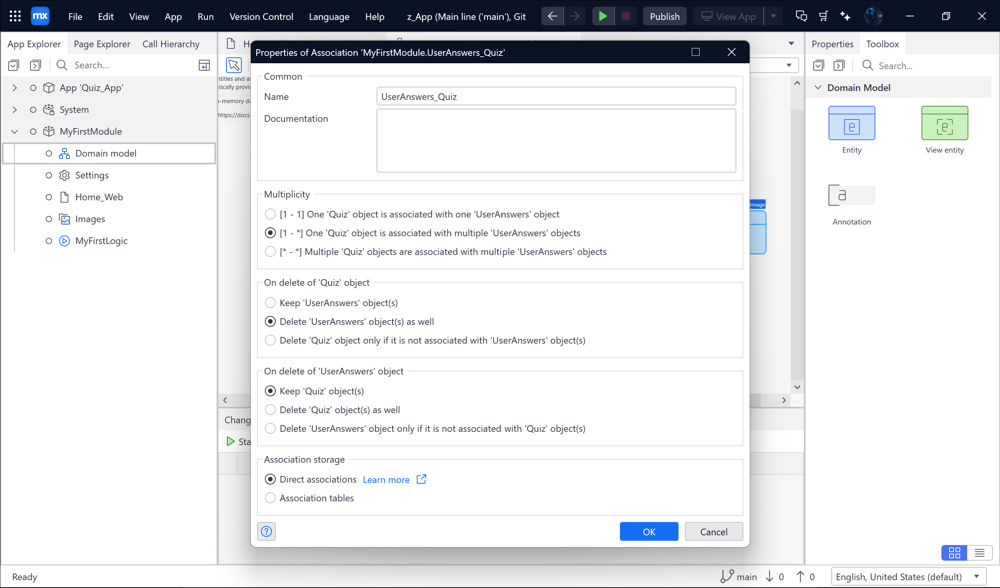 mx File Edit View App Run Version Control Language Help z_App (Main line ('main'), Git Publish View App
App Explorer Page Explorer Call Hierarchy
Search...
App 'Quiz_App'
System
MyFirstModule
Domain model
Settings
Home_Web
Images
MyFirstLogic
ntities and as
tically provis
https://docs.
Properties of Association 'MyFirstModule.UserAnswers_Quiz'
Common
Name UserAnswers_Quiz
Documentation
Multiplicity
[1 - 1] One 'Quiz' object is associated with one 'UserAnswers' object
[1 - *] One 'Quiz' object is associated with multiple 'UserAnswers' objects
[* - *] Multiple 'Quiz' objects are associated with multiple 'UserAnswers' objects
On delete of 'Quiz' object
Keep 'UserAnswers' object(s)
Delete 'UserAnswers' object(s) as well
Delete 'Quiz' object only if it is not associated with 'UserAnswers' object(s)
On delete of 'UserAnswers' object
Keep 'Quiz' object(s)
Delete 'Quiz' object(s) as well
Delete 'UserAnswers' object only if it is not associated with 'Quiz' object(s)
Association storage
Direct associations Learn more
Association tables
OK Cancel
Image
Chang
Sta
Properties Toolbox
Search...
Domain Model
Entity View entity
Annotation
Ready main 0 0 English, United States (default)